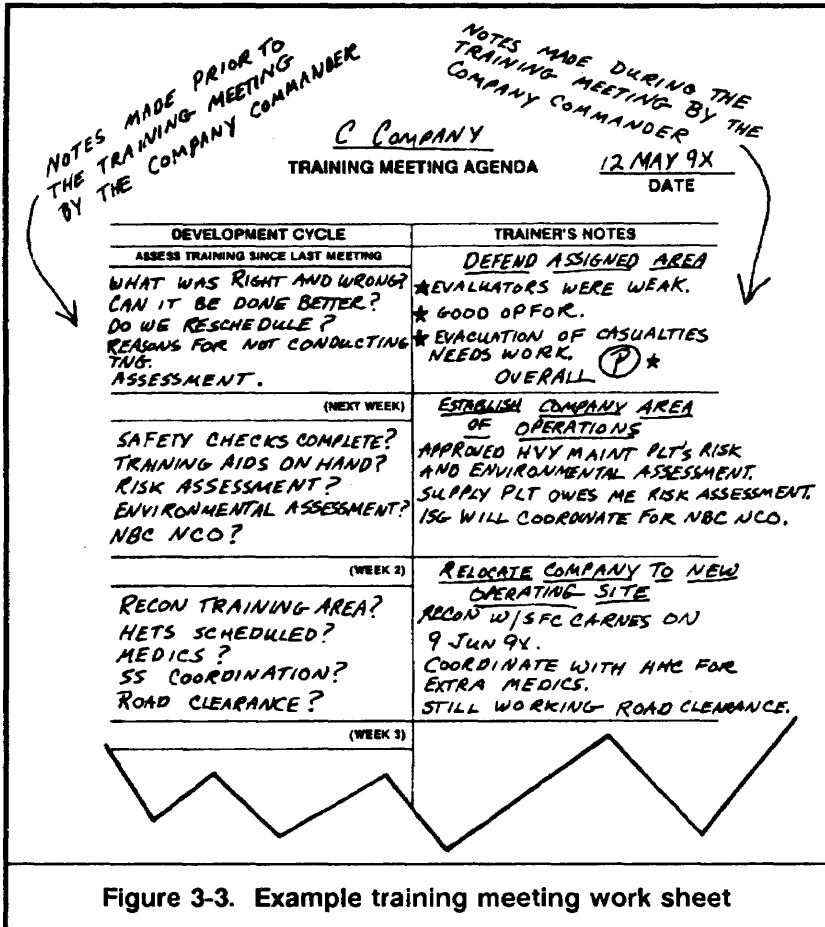 NOTES MADE PRIOR TO
THE TRAINING MEETING
BY THE COMPANY COMMANDER
NOTES MADE DURING THE
TRAINING MEETING BY THE
COMPANY COMMANDER
C COMPANY
TRAINING MEETING AGENDA
12 MAY 9X
DATE
DEVELOPMENT CYCLE
ASSESS TRAINING SINCE LAST MEETING
WHAT WAS RIGHT AND WRONG?
CAN IT BE DONE BETTER?
DO WE RESCHEDULE?
REASONS FOR NOT CONDUCTING
TNG.
ASSESSMENT.
TRAINER'S NOTES
DEFEND ASSIGNED AREA
★ EVALUATORS WERE WEAK.
★ GOOD OPFOR.
★ EVACUATION OF CASUALTIES
NEEDS WORK.
OVERALL P ★
(NEXT WEEK)
SAFETY CHECKS COMPLETE?
TRAINING AIDS ON HAND?
RISK ASSESSMENT?
ENVIRONMENTAL ASSESSMENT?
NBC NCO?
ESTABLISH COMPANY AREA
OF OPERATIONS
APPROVED HVY MAINT PLT'S RISK
AND ENVIRONMENTAL ASSESSMENT.
SUPPLY PLT OWES ME RISK ASSESSMENT.
1SG WILL COORDINATE FOR NBC NCO.
(WEEK 2)
RECON TRAINING AREA?
HETS SCHEDULED?
MEDICS?
SS COORDINATION?
ROAD CLEARANCE?
RELOCATE COMPANY TO NEW
OPERATING SITE
RECON W/SFC CARNES ON
9 JUN 9X.
COORDINATE WITH HHC FOR
EXTRA MEDICS.
STILL WORKING ROAD CLEARANCE.
(WEEK 3)
Figure 3-3. Example training meeting work sheet